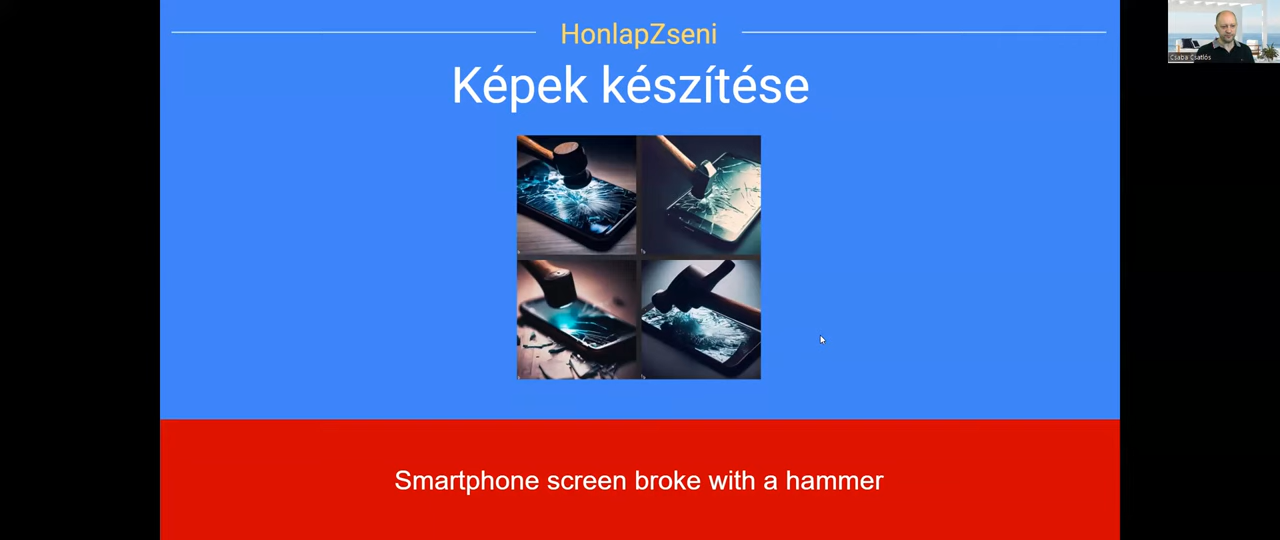 HonlapZseni
Képek készítése
Smartphone screen broke with a hammer
Csaba Csatlós